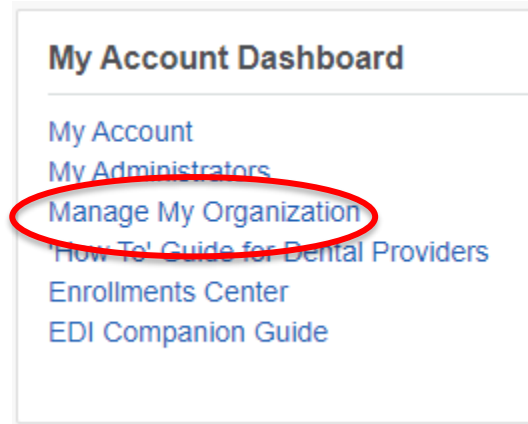 My Account Dashboard
My Account
My Administrators
Manage My Organization
'How To' Guide for Dental Providers
Enrollments Center
EDI Companion Guide